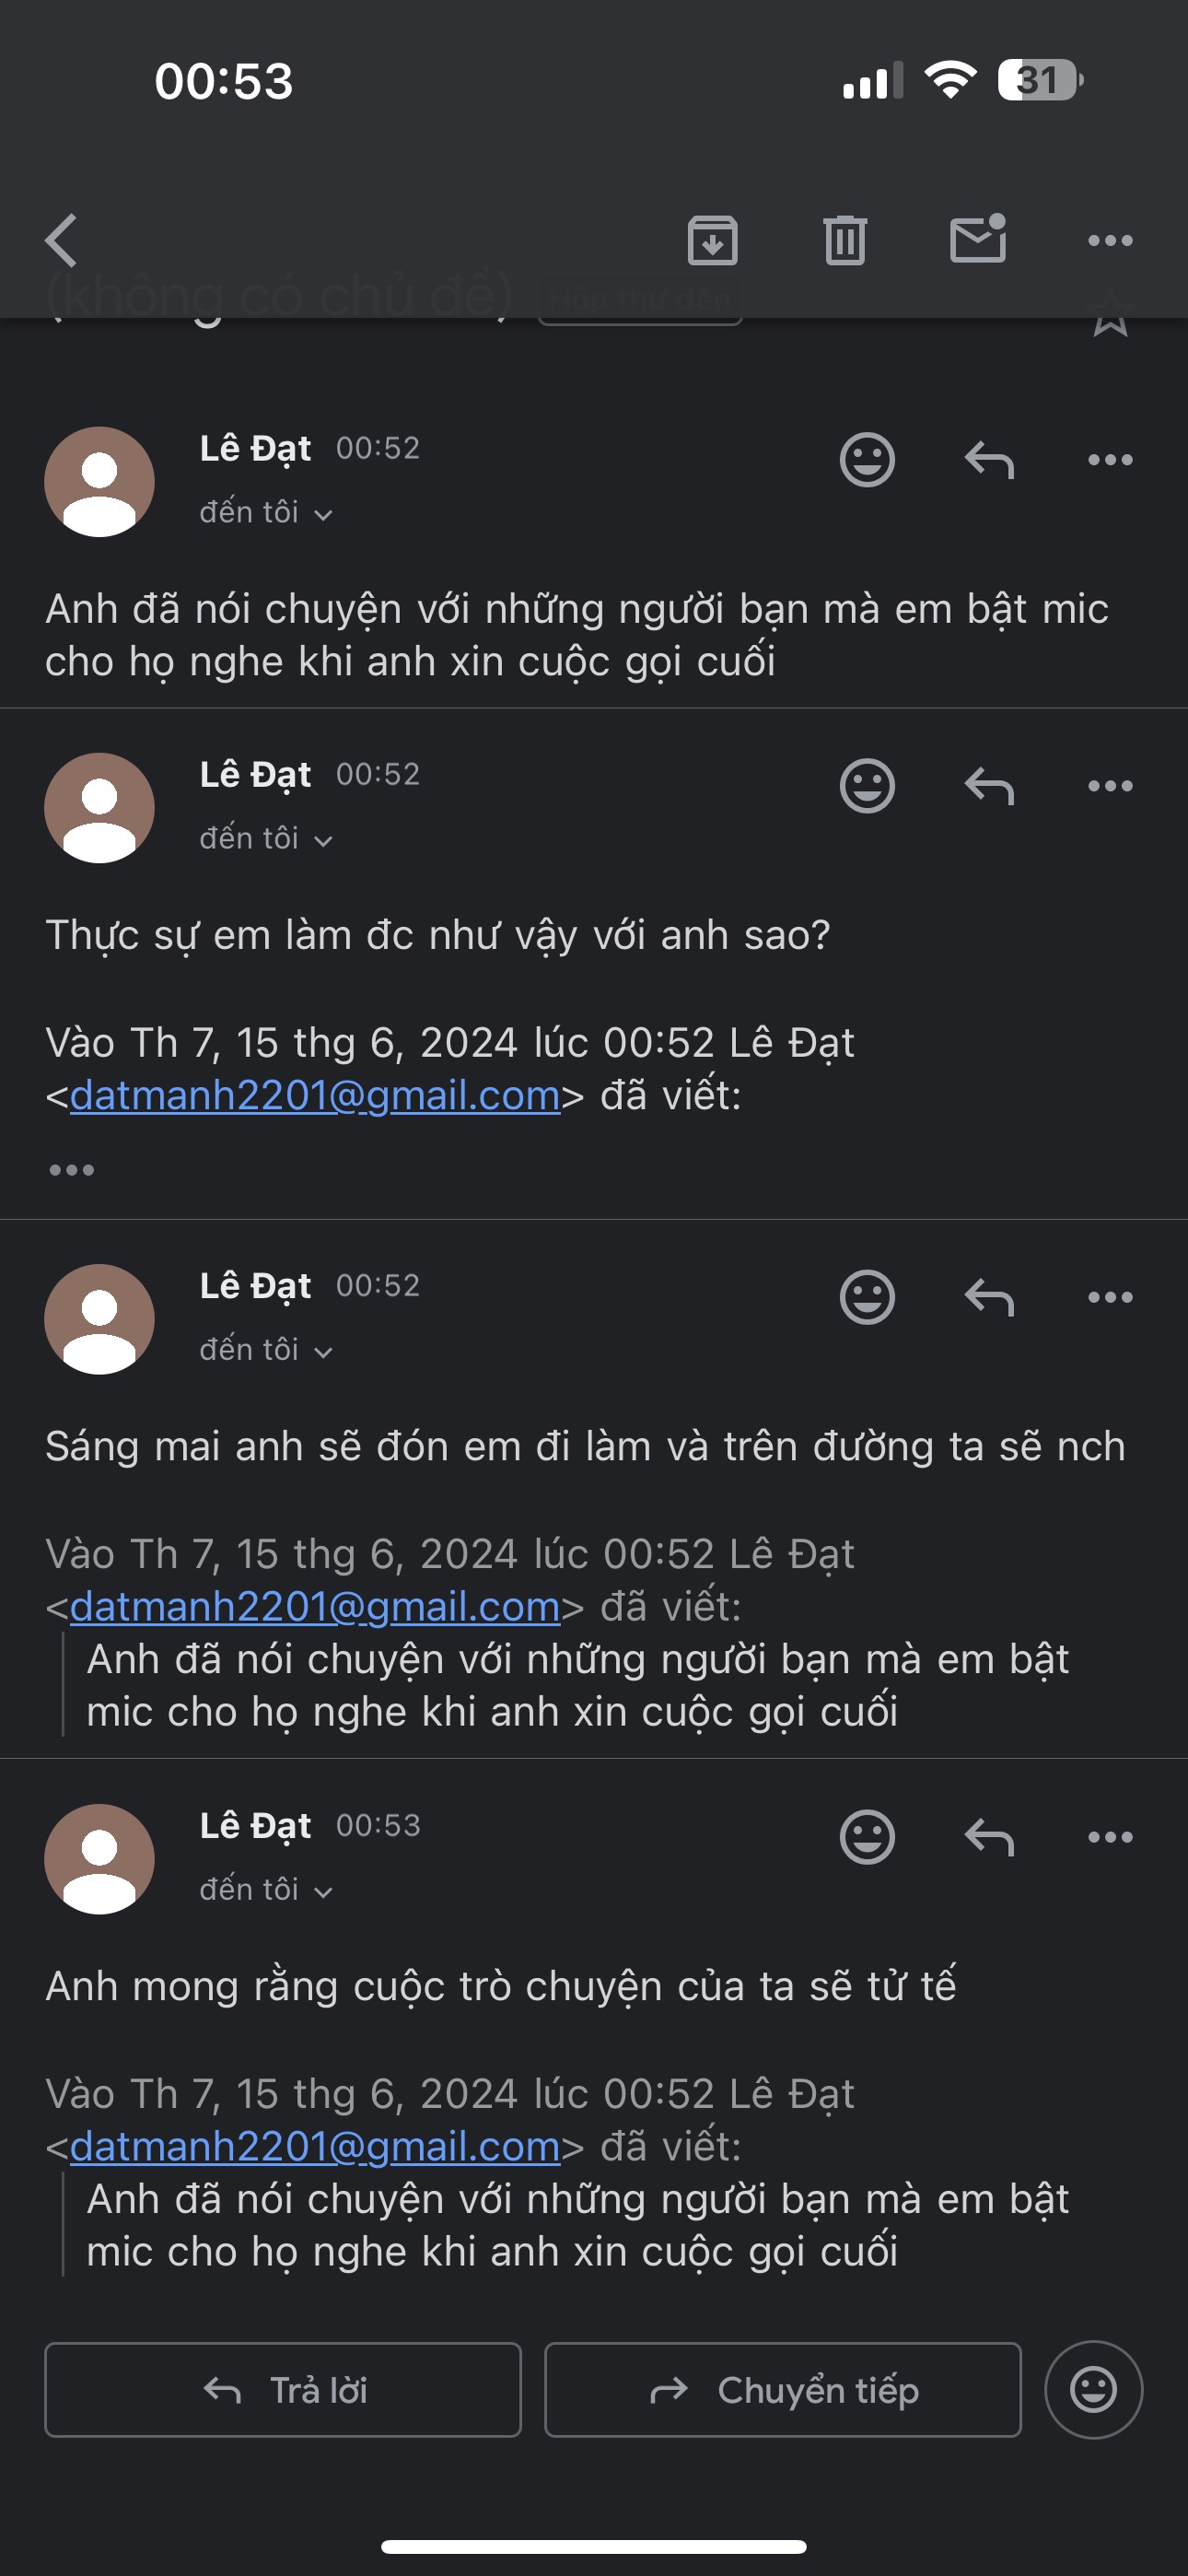 00:53
31
(không có chủ đề) Hộp thư đến
Lê Đạt 00:52
đến tôi
Anh đã nói chuyện với những người bạn mà em bật mic
cho họ nghe khi anh xin cuộc gọi cuối
Lê Đạt 00:52
đến tôi
Thực sự em làm đc như vậy với anh sao?
Vào Th 7, 15 thg 6, 2024 lúc 00:52 Lê Đạt
<datmanh2201@gmail.com> đã viết:
Lê Đạt 00:52
đến tôi
Sáng mai anh sẽ đón em đi làm và trên đường ta sẽ nch
Vào Th 7, 15 thg 6, 2024 lúc 00:52 Lê Đạt
<datmanh2201@gmail.com> đã viết:
Anh đã nói chuyện với những người bạn mà em bật
mic cho họ nghe khi anh xin cuộc gọi cuối
Lê Đạt 00:53
đến tôi
Anh mong rằng cuộc trò chuyện của ta sẽ tử tế
Vào Th 7, 15 thg 6, 2024 lúc 00:52 Lê Đạt
<datmanh2201@gmail.com> đã viết:
Anh đã nói chuyện với những người bạn mà em bật
mic cho họ nghe khi anh xin cuộc gọi cuối
Trả lời
Chuyển tiếp